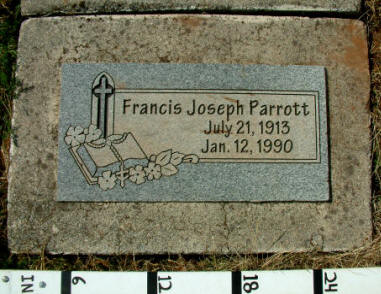 Francis Joseph Parrott
July 21, 1913
Jan. 12, 1990
IN 6 12 18 24